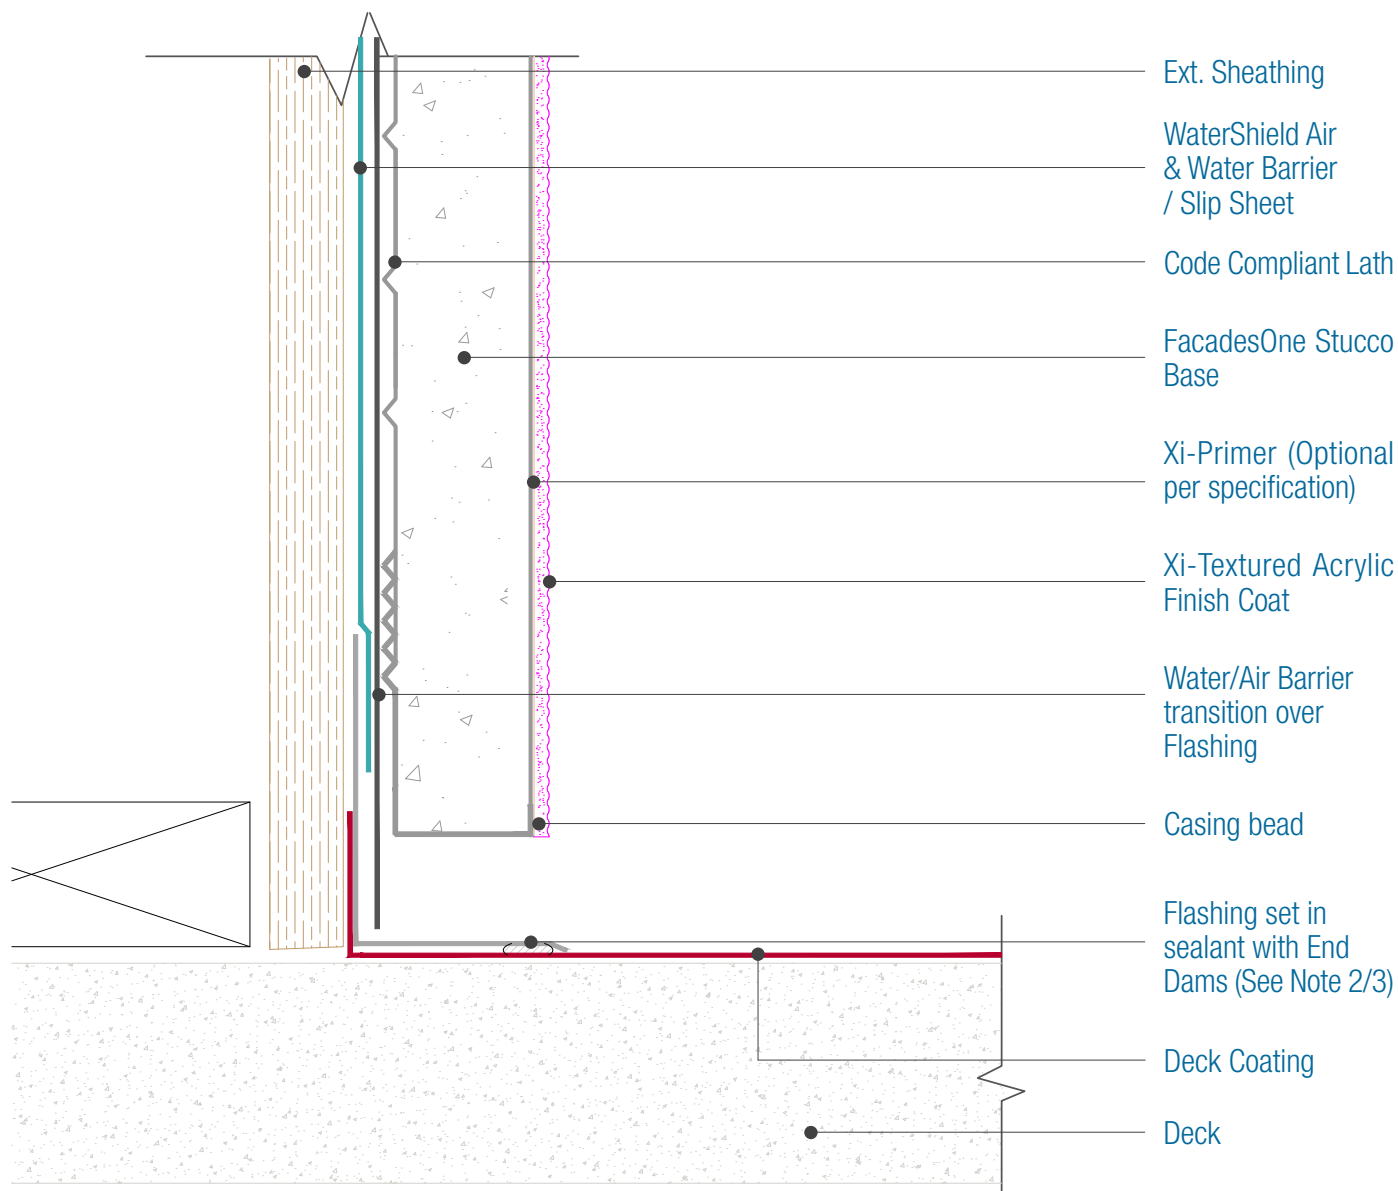 Ext. Sheathing
WaterShield Air
& Water Barrier
/ Slip Sheet
Code Compliant Lath
FacadesOne Stucco
Base
Xi-Primer (Optional
per specification)
Xi-Textured Acrylic
Finish Coat
Water/Air Barrier
transition over
Flashing
Casing bead
Flashing set in
sealant with End
Dams (See Note 2/3)
Deck Coating
Deck